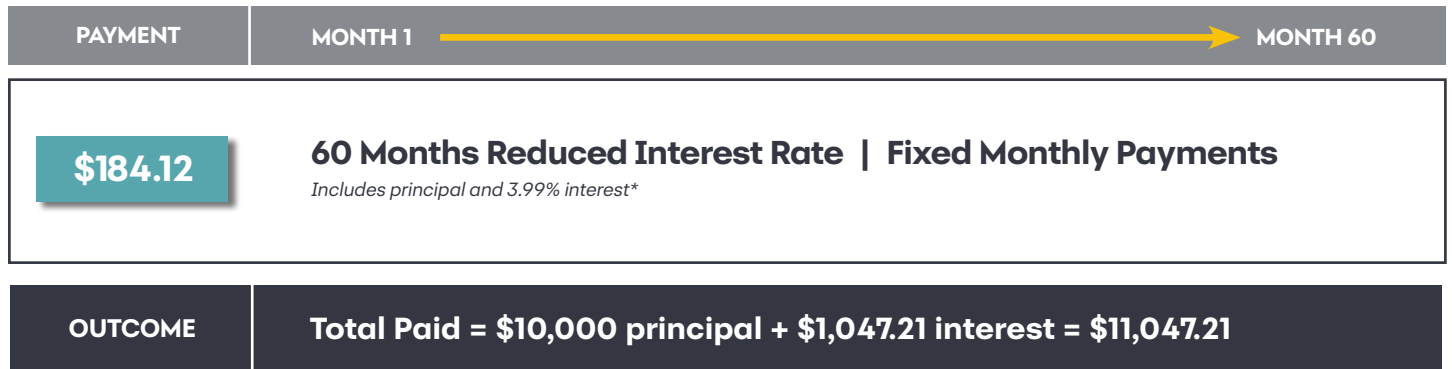 PAYMENT MONTH 1 MONTH 60
$184.12
60 Months Reduced Interest Rate | Fixed Monthly Payments
Includes principal and 3.99% interest*
OUTCOME Total Paid = $10,000 principal + $1,047.21 interest = $11,047.21